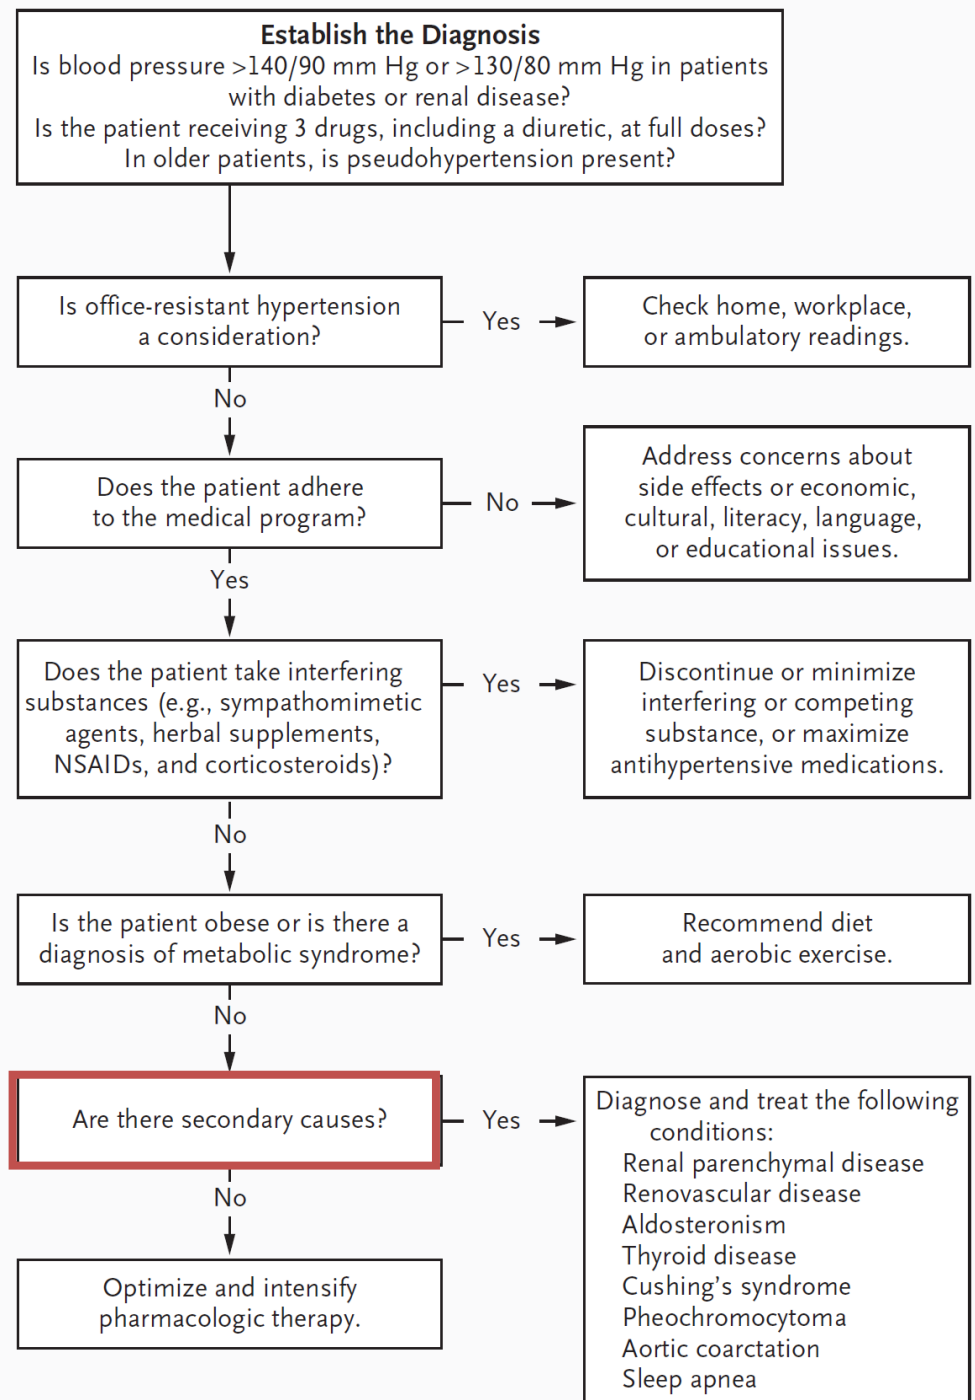 Establish the Diagnosis
Is blood pressure >140/90 mm Hg or >130/80 mm Hg in patients
with diabetes or renal disease?
Is the patient receiving 3 drugs, including a diuretic, at full doses?
In older patients, is pseudohypertension present?
Is office-resistant hypertension
a consideration?
Yes
Check home, workplace,
or ambulatory readings.
No
Does the patient adhere
to the medical program?
No
Address concerns about
side effects or economic,
cultural, literacy, language,
or educational issues.
Yes
Does the patient take interfering
substances (e.g., sympathomimetic
agents, herbal supplements,
NSAIDs, and corticosteroids)?
Yes
Discontinue or minimize
interfering or competing
substance, or maximize
antihypertensive medications.
No
Is the patient obese or is there a
diagnosis of metabolic syndrome?
Yes
Recommend diet
and aerobic exercise.
No
Are there secondary causes?
Yes
Diagnose and treat the following
conditions:
Renal parenchymal disease
Renovascular disease
Aldosteronism
Thyroid disease
Cushing’s syndrome
Pheochromocytoma
Aortic coarctation
Sleep apnea
No
Optimize and intensify
pharmacologic therapy.